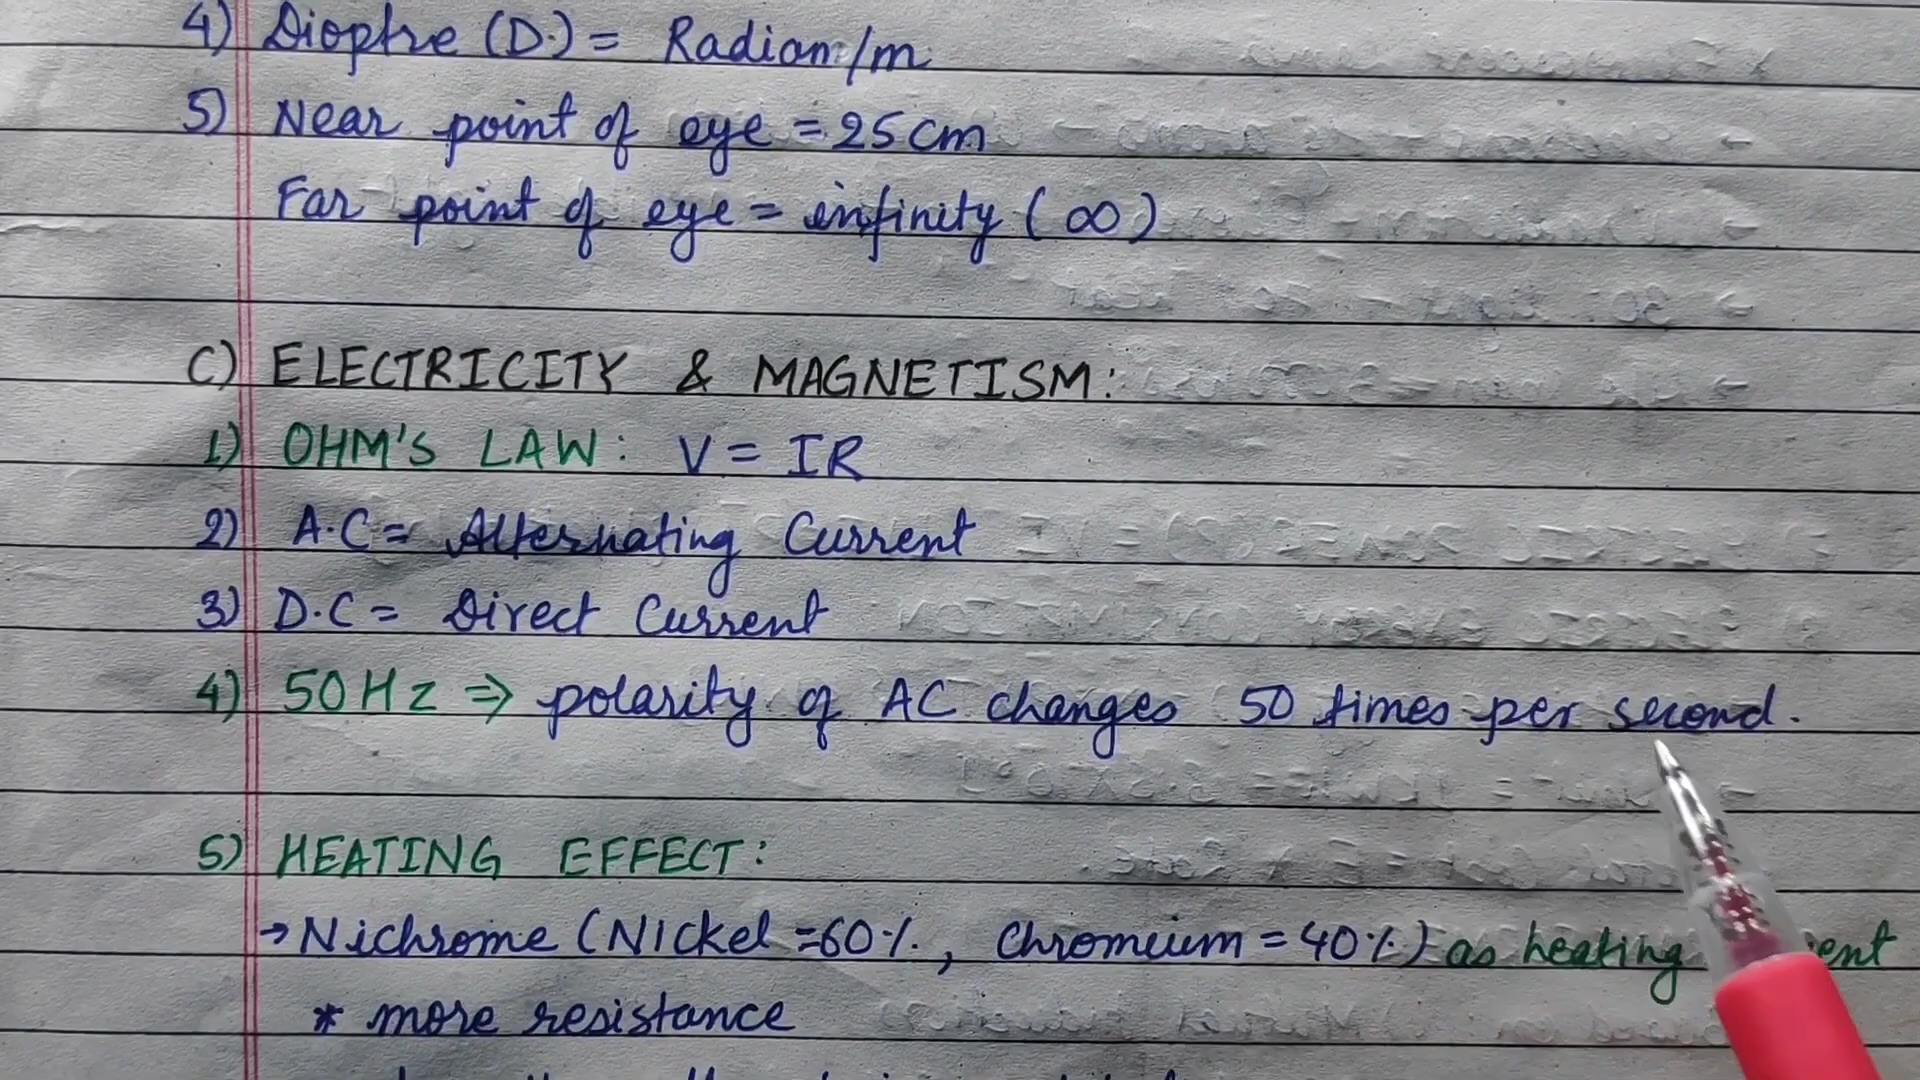 4) Dioptre (D.) = Radian/m
5) Near point of eye = 25 cm
Far point of eye = infinity (∞)
C) ELECTRICITY & MAGNETISM:
1) OHM'S LAW: V = IR
2) A.C = Alternating Current
3) D.C = Direct Current
4) 50 Hz ⇒ polarity of AC changes 50 times per second.
5) HEATING EFFECT:
→ Nichrome (Nickel = 60%, Chromium = 40%) as heating
* more resistance